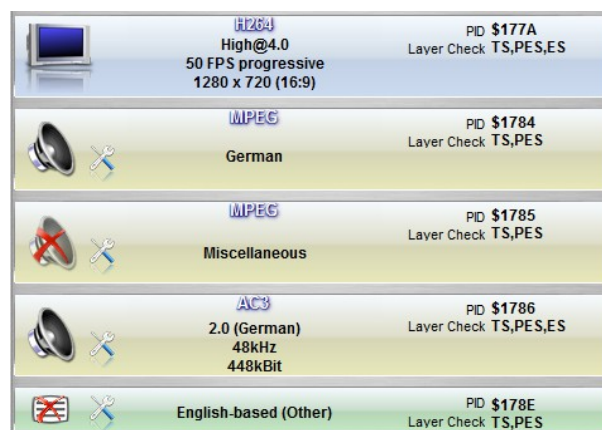 H264
High@4.0
50 FPS progressive
1280 x 720 (16:9)
PID $177A
Layer Check TS,PES,ES
MPEG
German
PID $1784
Layer Check TS,PES
MPEG
Miscellaneous
PID $1785
Layer Check TS,PES
AC3
2.0 (German)
48kHz
448kBit
PID $1786
Layer Check TS,PES,ES
English-based (Other)
PID $178E
Layer Check TS,PES